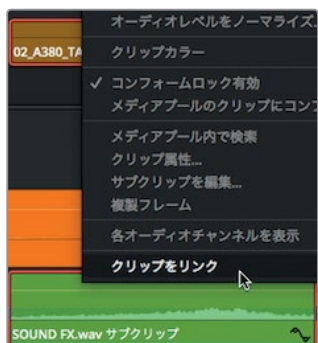 オーディオレベルをノーマライズ...
02_A380_TA
クリップカラー
✓ コンフォームロック有効
メディアプールのクリップにコン
メディアプール内で検索
クリップ属性...
サブクリップを編集...
複製フレーム
各オーディオチャンネルを表示
クリップをリンク
SOUND FX.wav サブクリップ